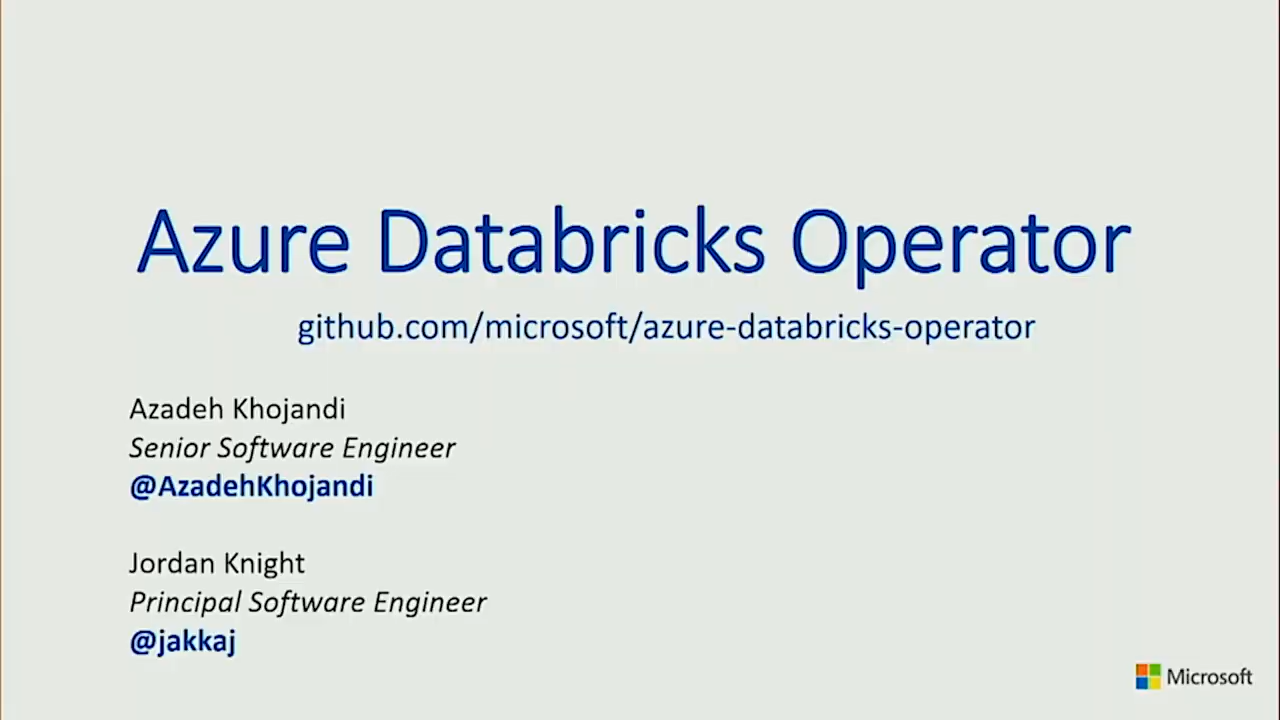 Azure Databricks Operator
github.com/microsoft/azure-databricks-operator
Azadeh Khojandi
Senior Software Engineer
@AzadehKhojandi
Jordan Knight
Principal Software Engineer
@jakkaj
Microsoft